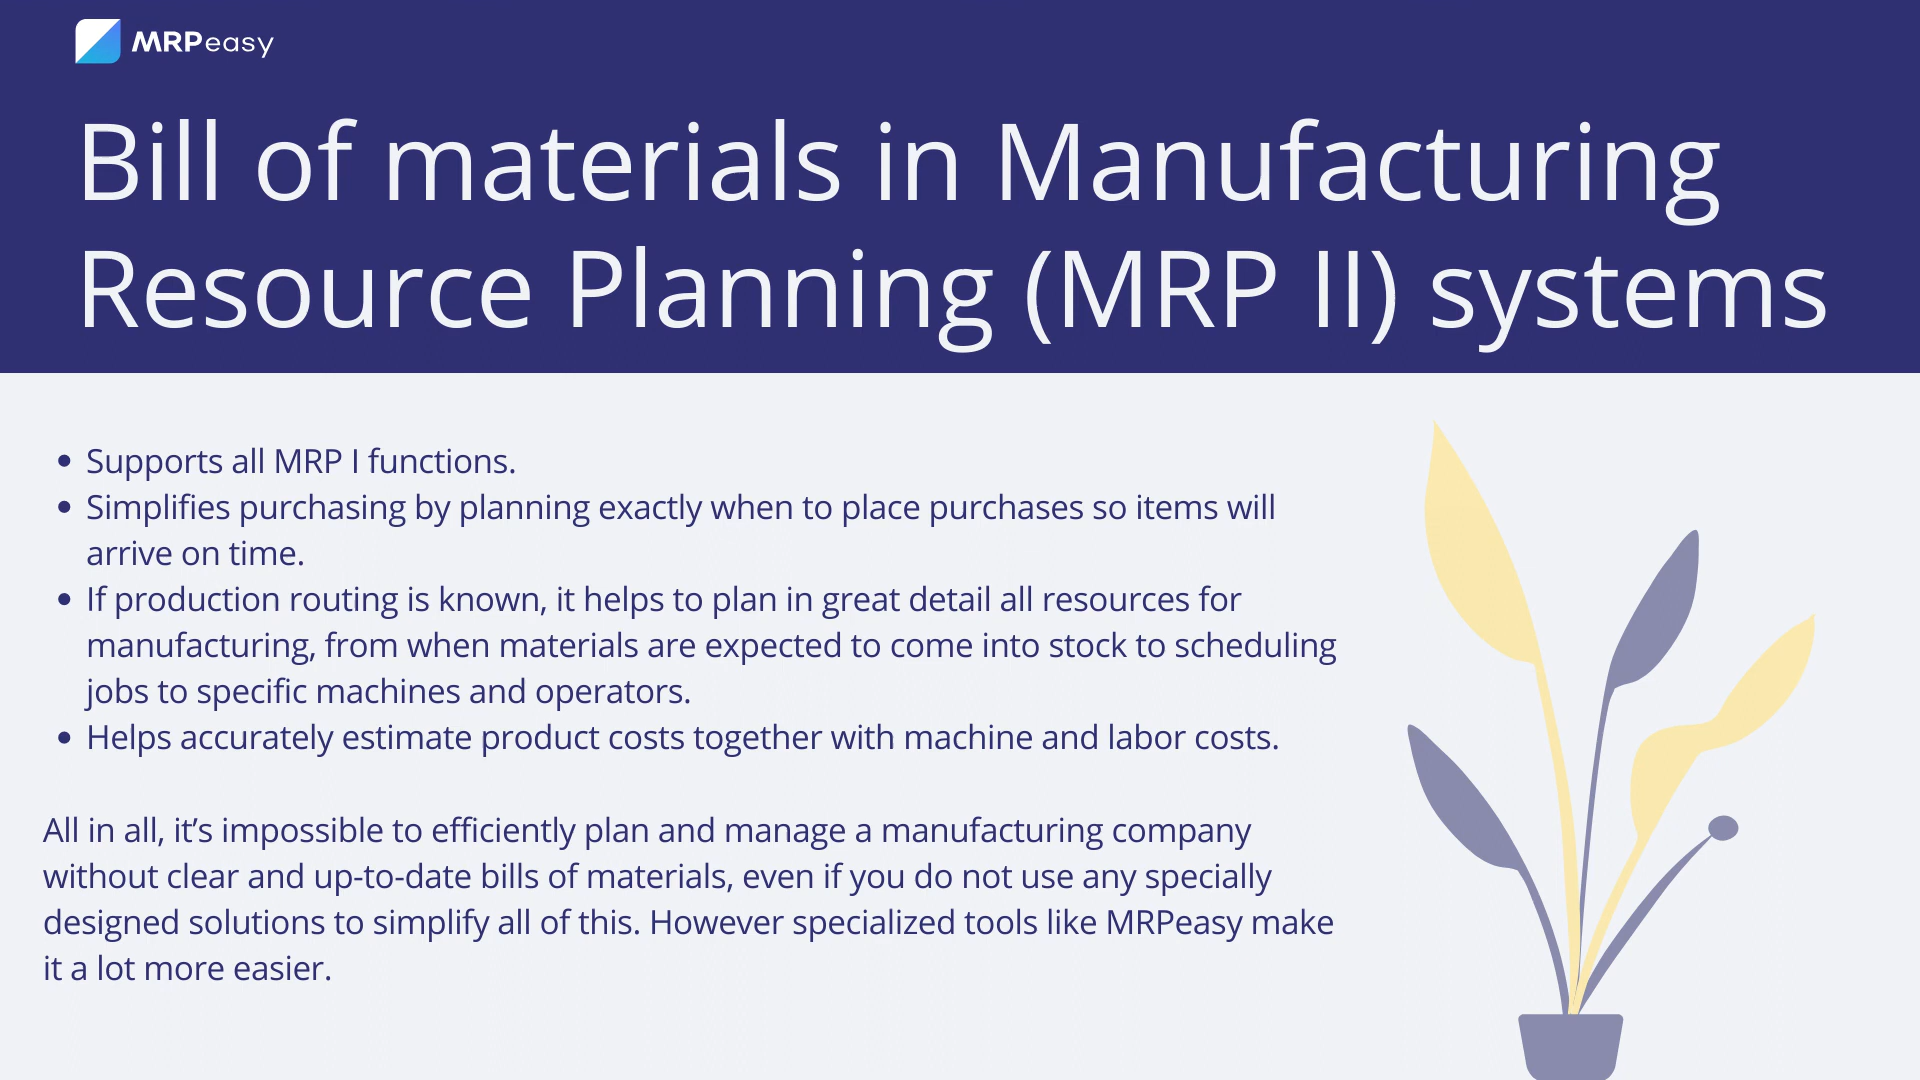 MRPeasy
Bill of materials in Manufacturing
Resource Planning (MRP II) systems
• Supports all MRP I functions.
• Simplifies purchasing by planning exactly when to place purchases so items will
arrive on time.
• If production routing is known, it helps to plan in great detail all resources for
manufacturing, from when materials are expected to come into stock to scheduling
jobs to specific machines and operators.
• Helps accurately estimate product costs together with machine and labor costs.
All in all, it’s impossible to efficiently plan and manage a manufacturing company
without clear and up-to-date bills of materials, even if you do not use any specially
designed solutions to simplify all of this. However specialized tools like MRPeasy make
it a lot more easier.